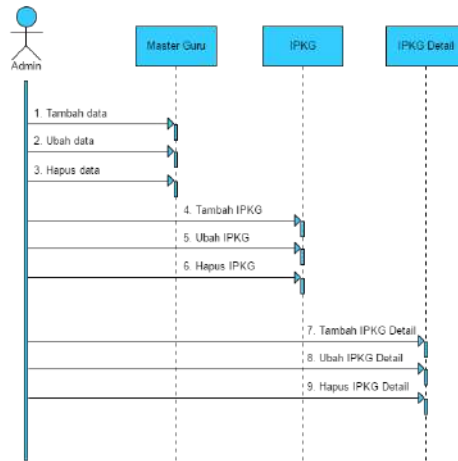 Master Guru
IPKG
IPKG Detail
Admin
1. Tambah data
2. Ubah data
3. Hapus data
4. Tambah IPKG
5. Ubah IPKG
6. Hapus IPKG
7. Tambah IPKG Detail
8. Ubah IPKG Detail
9. Hapus IPKG Detail